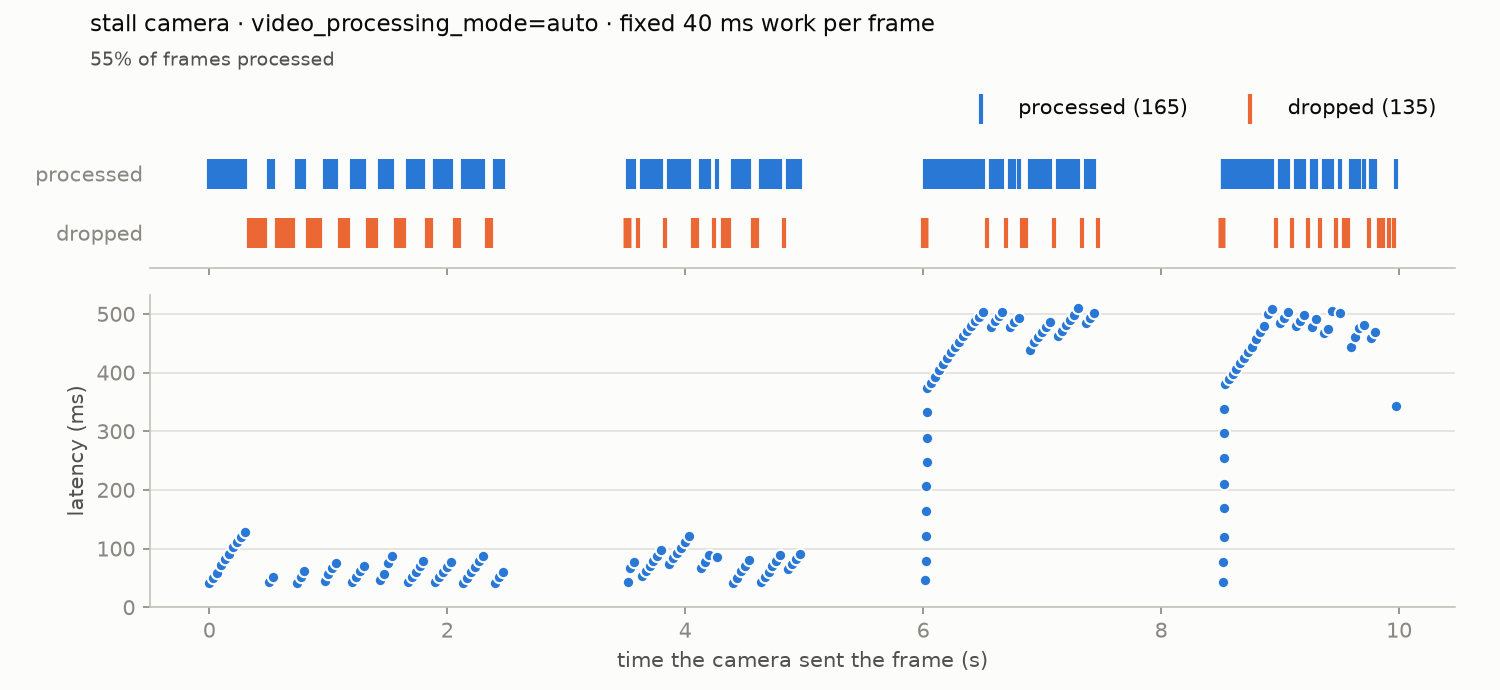 stall camera · video_processing_mode=auto · fixed 40 ms work per frame
55% of frames processed
processed (165)
dropped (135)
processed
dropped
500
400
300
200
100
0
latency (ms)
0 2 4 6 8 10
time the camera sent the frame (s)